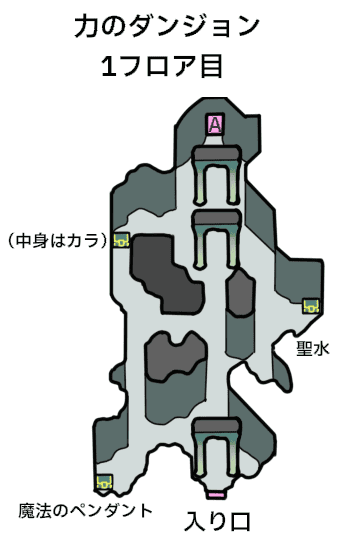 力のダンジョン
1フロア目
A
（中身はカラ）
聖水
魔法のペンダント
入り口